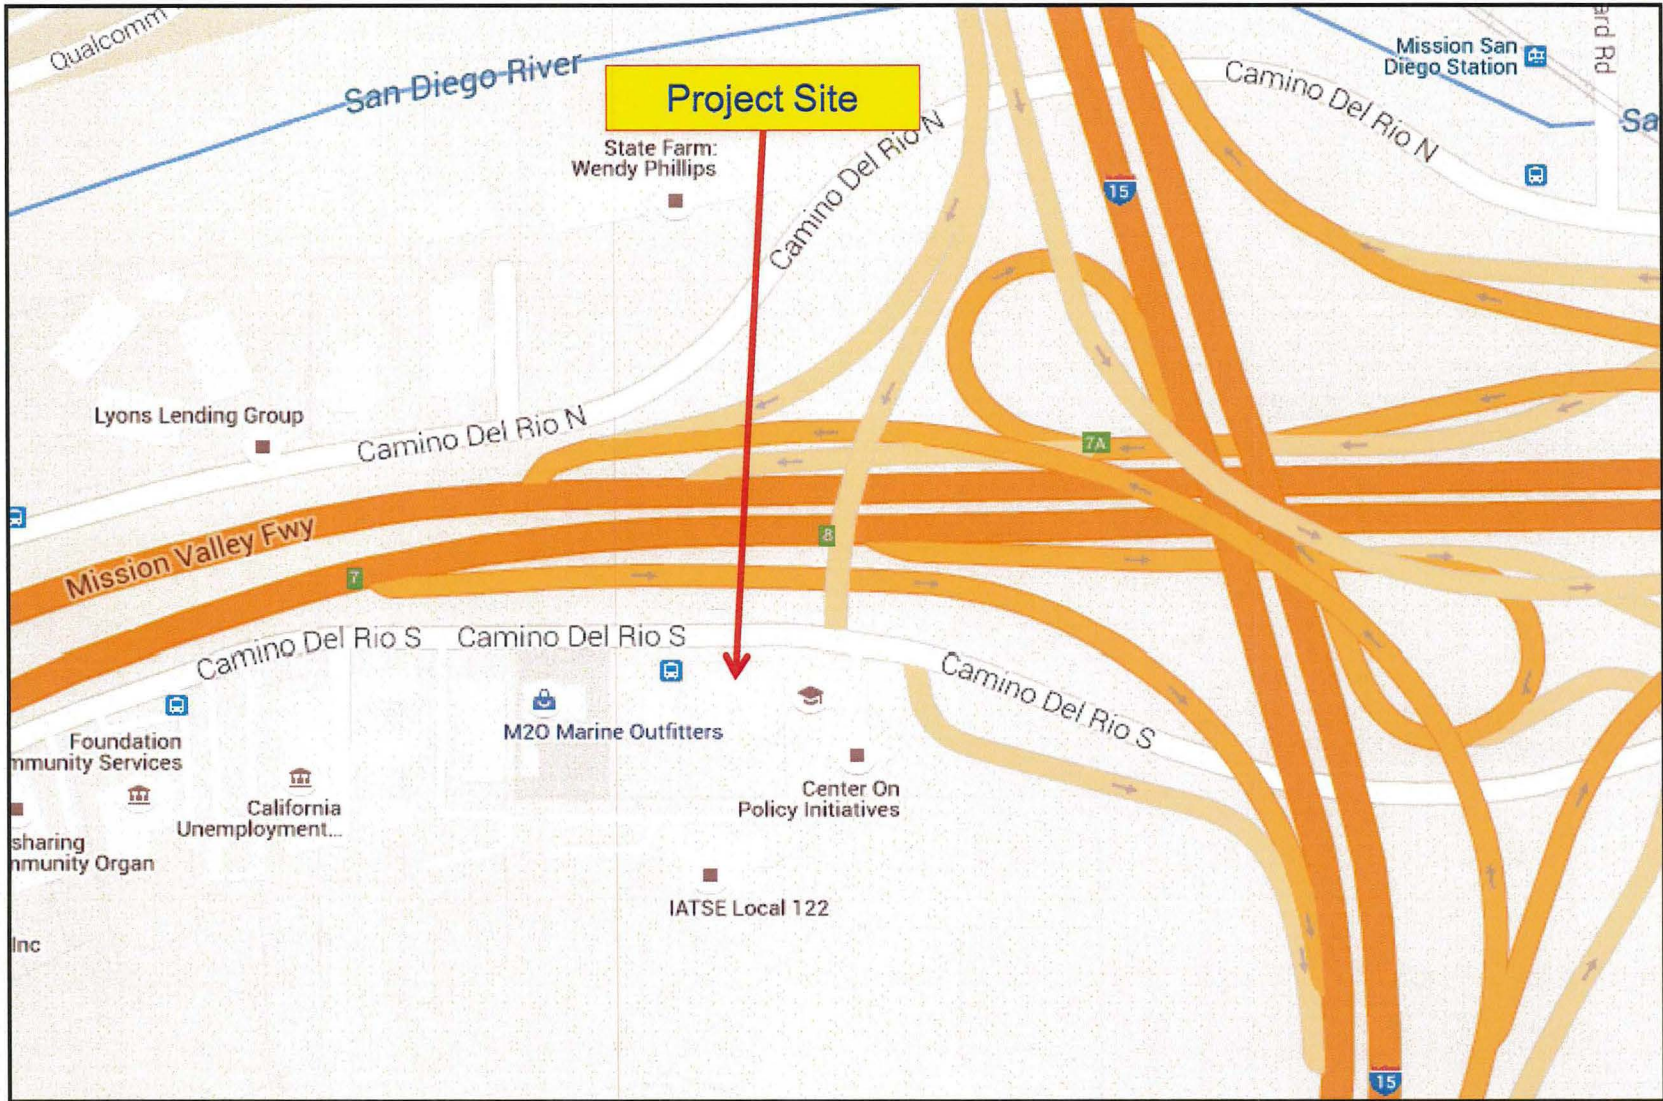 Qualcomm
San Diego River
Project Site
Mission San
Diego Station
ard Rd
Camino Del Rio N
Sa
State Farm:
Wendy Phillips
Camino Del Rio N
15
Lyons Lending Group
Camino Del Rio N
7A
Mission Valley Fwy
8
7
Camino Del Rio S
Camino Del Rio S
Camino Del Rio S
M2O Marine Outfitters
Foundation
mmunity Services
California
Unemployment...
Center On
Policy Initiatives
sharing
mmunity Organ
IATSE Local 122
Inc
15